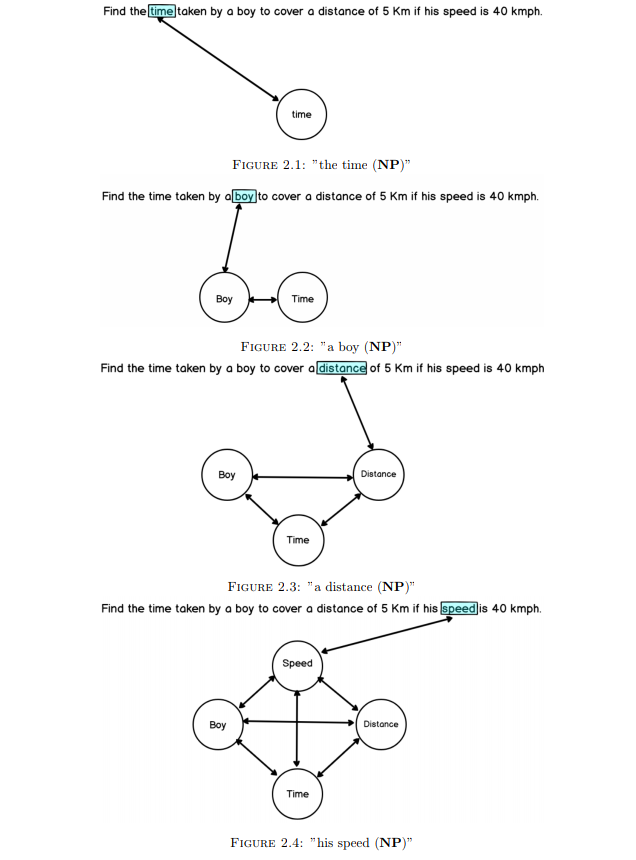 Find the time taken by a boy to cover a distance of 5 Km if his speed is 40 kmph.
time
FIGURE 2.1: "the time (NP)"
Find the time taken by a boy to cover a distance of 5 Km if his speed is 40 kmph.
Boy
Time
FIGURE 2.2: "a boy (NP)"
Find the time taken by a boy to cover a distance of 5 Km if his speed is 40 kmph
Boy
Distance
Time
FIGURE 2.3: "a distance (NP)"
Find the time taken by a boy to cover a distance of 5 Km if his speed is 40 kmph.
Speed
Boy
Distance
Time
FIGURE 2.4: "his speed (NP)"